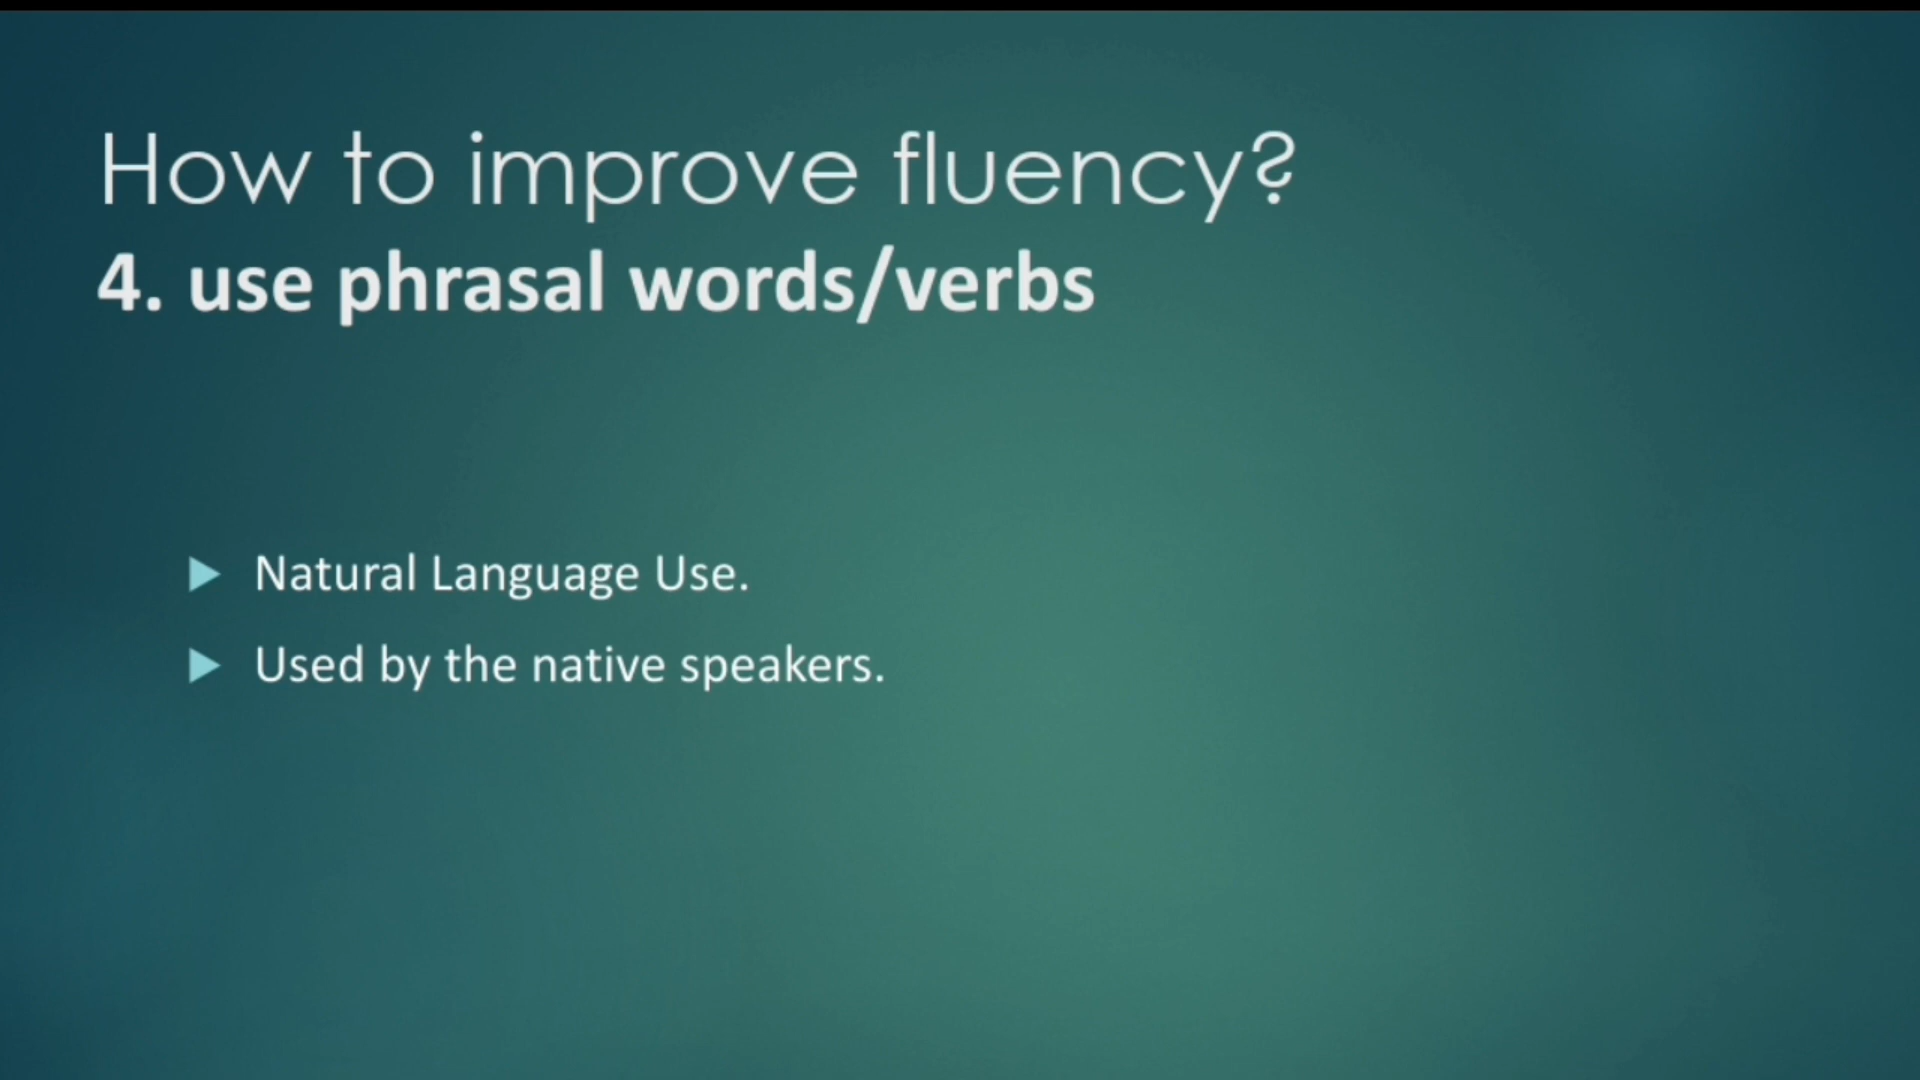 How to improve fluency?
4. use phrasal words/verbs
Natural Language Use.
Used by the native speakers.